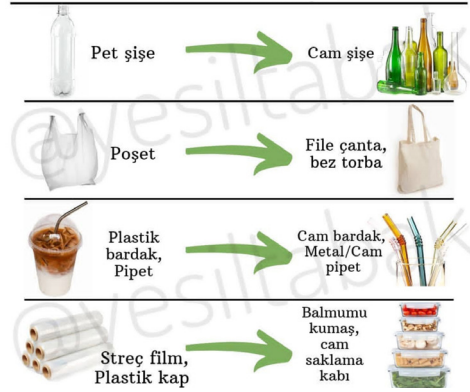 Pet şişe
Cam şişe
Poşet
File çanta,
bez torba
Plastik
bardak,
Pipet
Cam bardak,
Metal/Cam
pipet
Streç film,
Plastik kap
Balmumu
kumaş,
cam
saklama
kabı
@yesiltabak